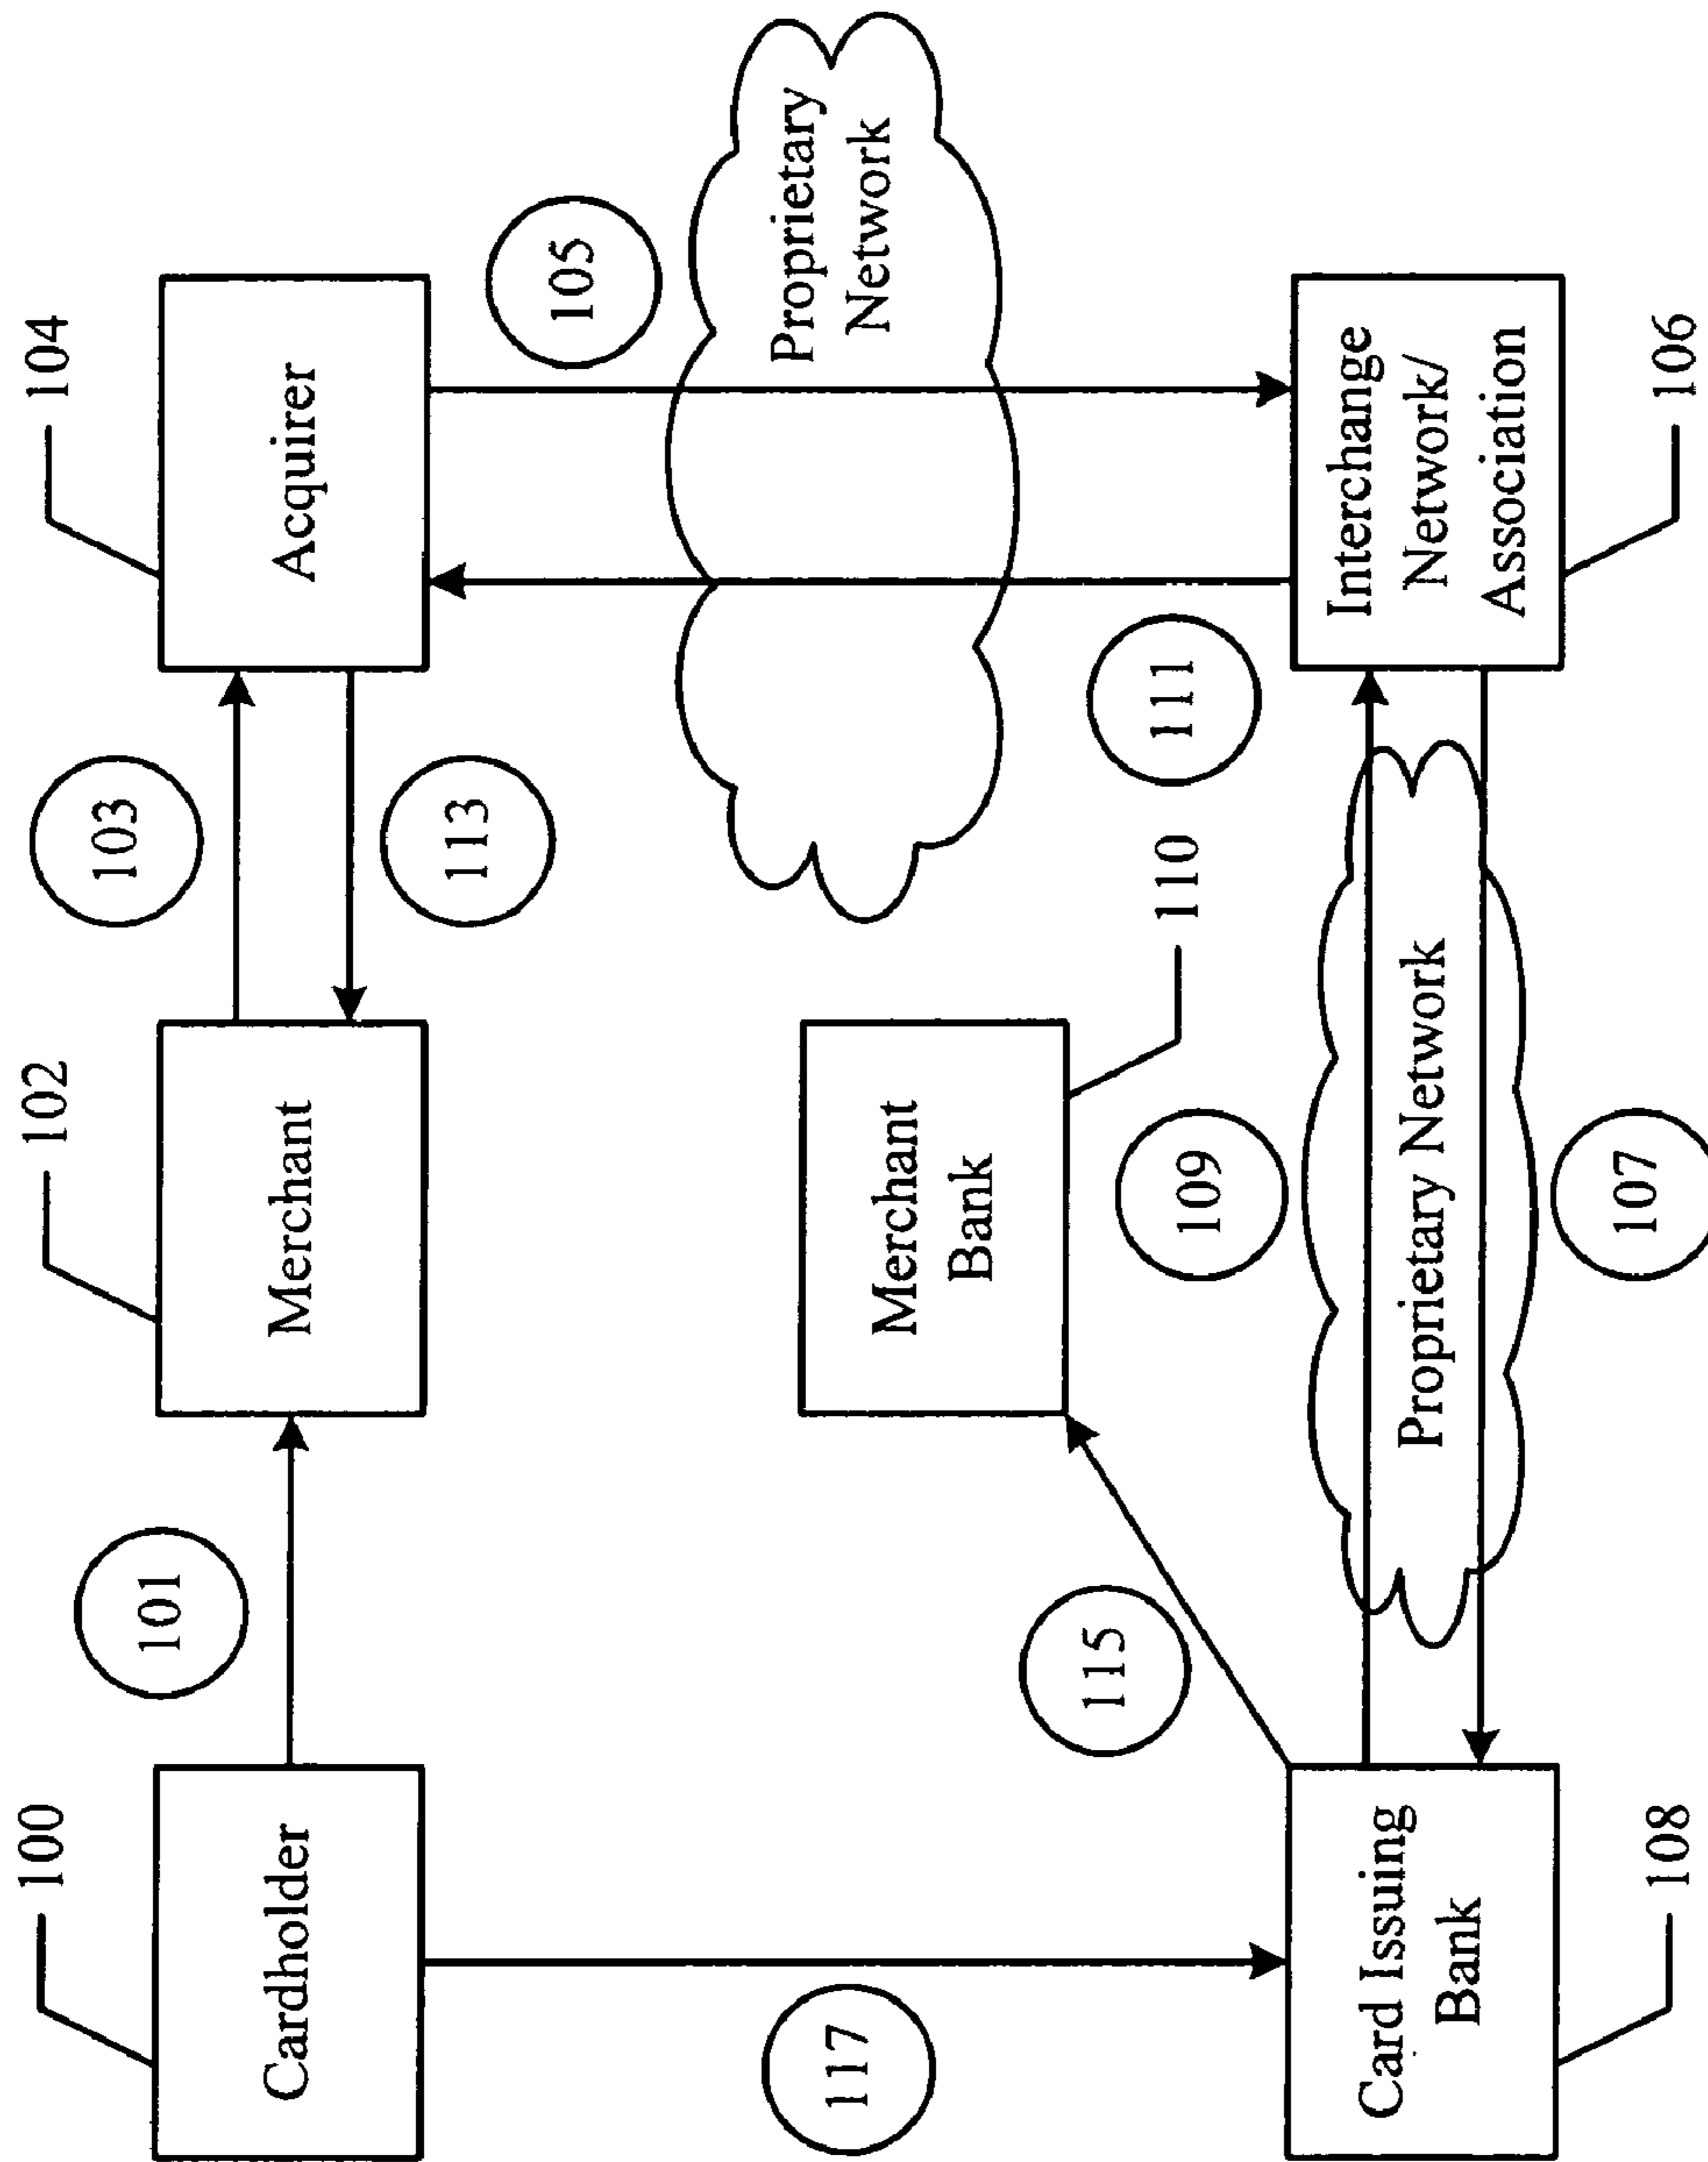 100
Cardholder
101
102
Merchant
103
113
104
Acquirer
105
Proprietary
Network
117
115
Merchant
Bank
110
109
111
Card Issuing
Bank
108
Proprietary Network
107
Interchange
Network/
Association
106